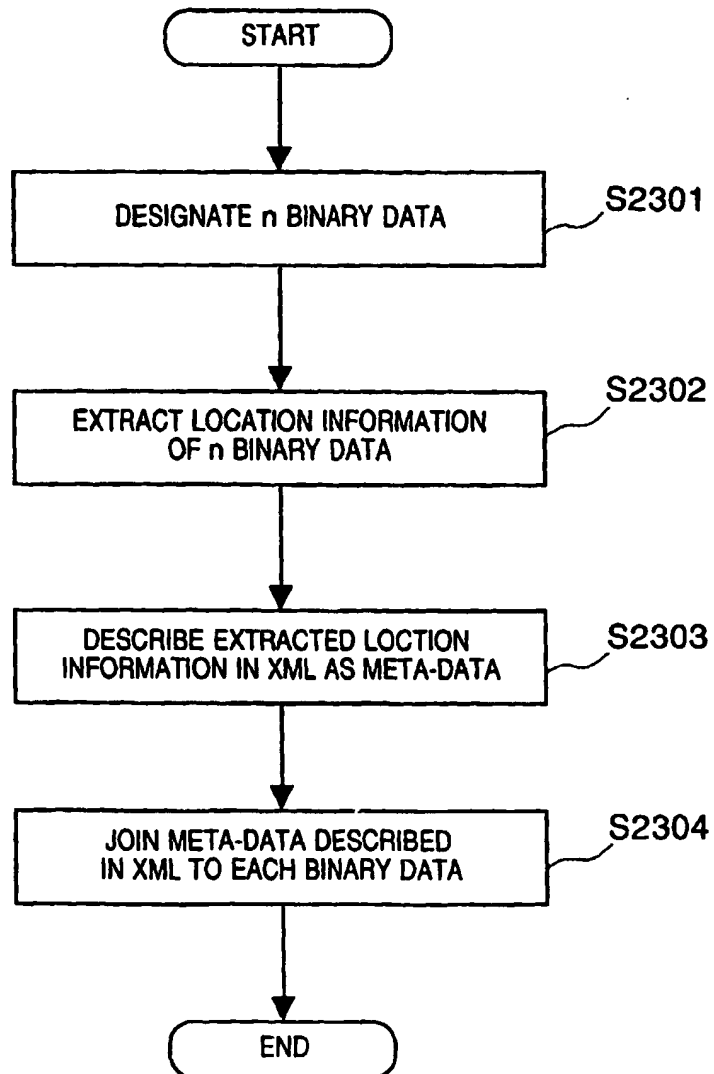 START
DESIGNATE n BINARY DATA
S2301
EXTRACT LOCATION INFORMATION
OF n BINARY DATA
S2302
DESCRIBE EXTRACTED LOCTION
INFORMATION IN XML AS META-DATA
S2303
JOIN META-DATA DESCRIBED
IN XML TO EACH BINARY DATA
S2304
END